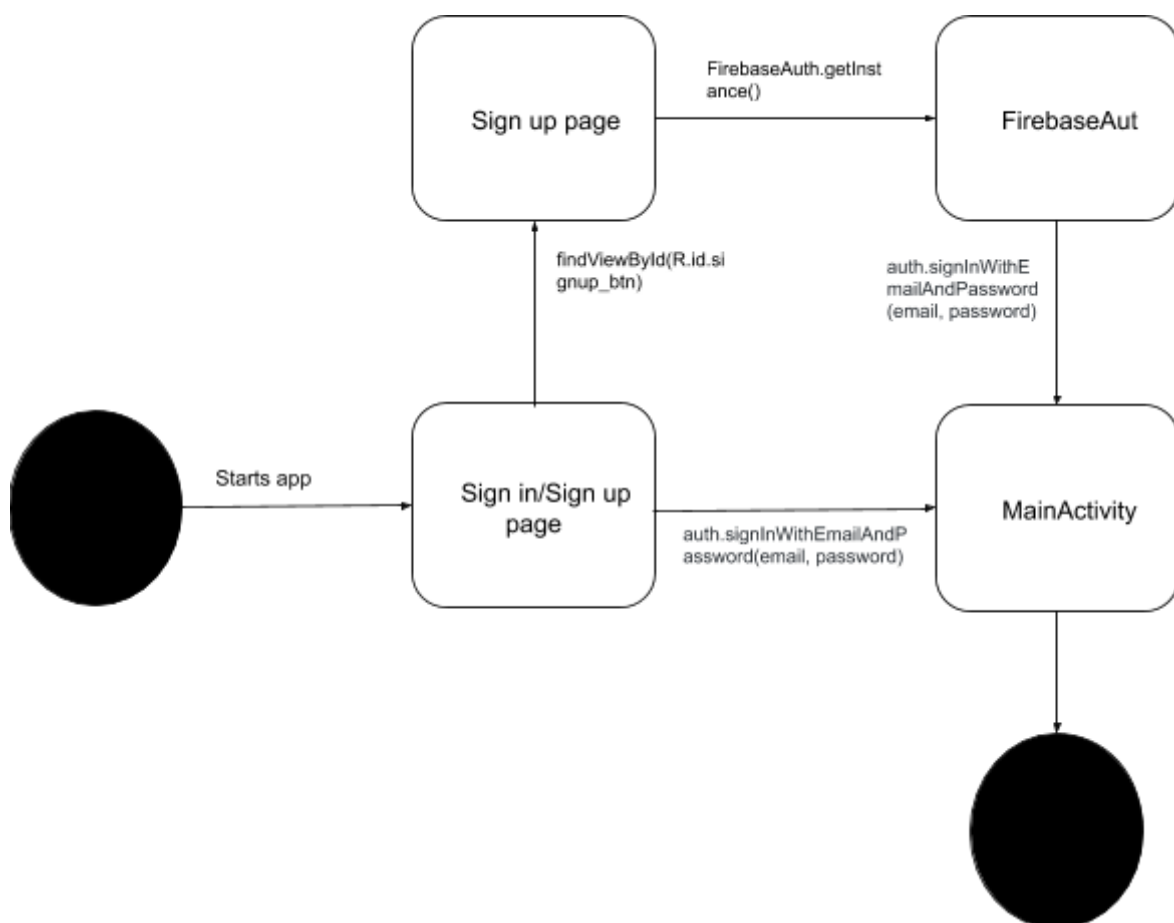 FirebaseAuth.getInst
ance()
Sign up page
FirebaseAut
findViewById(R.id.si
gnup_btn)
auth.signInWithE
mailAndPassword
(email, password)
Starts app
Sign in/Sign up
page
MainActivity
auth.signInWithEmailAndP
assword(email, password)